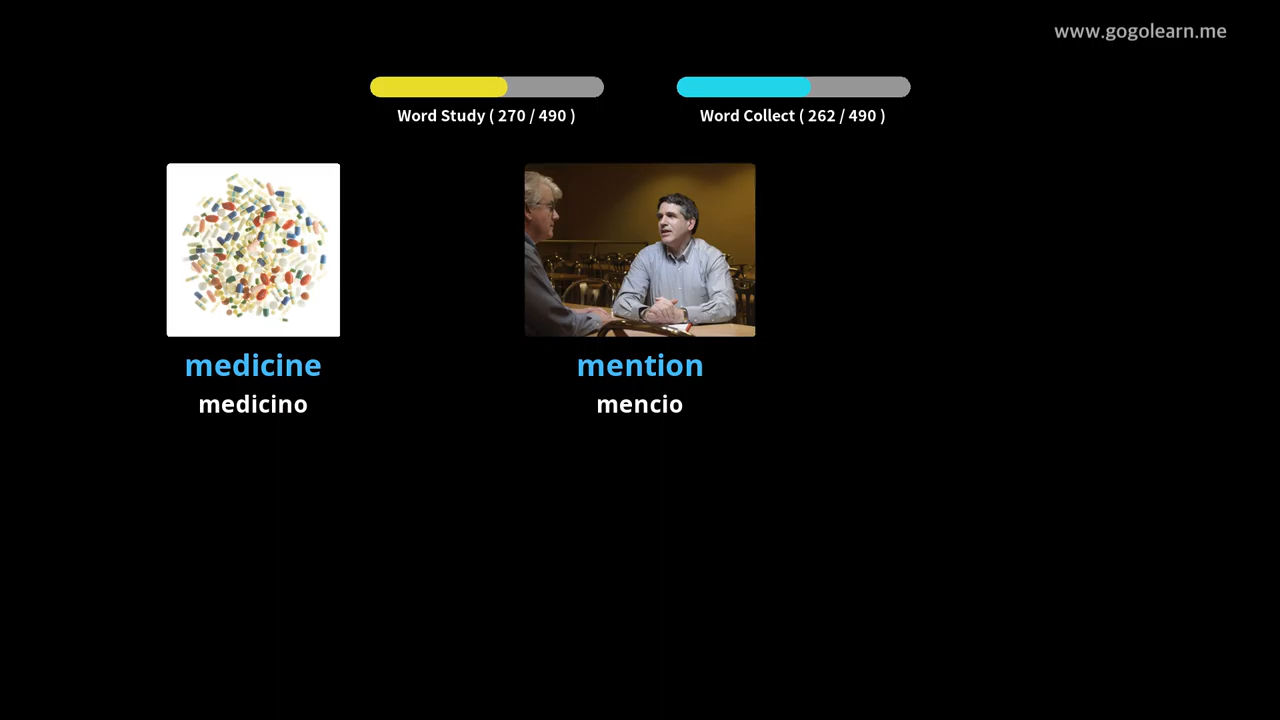 www.gogolearn.me
Word Study ( 270 / 490 )
Word Collect ( 262 / 490 )
medicine
medicino
mention
mencio